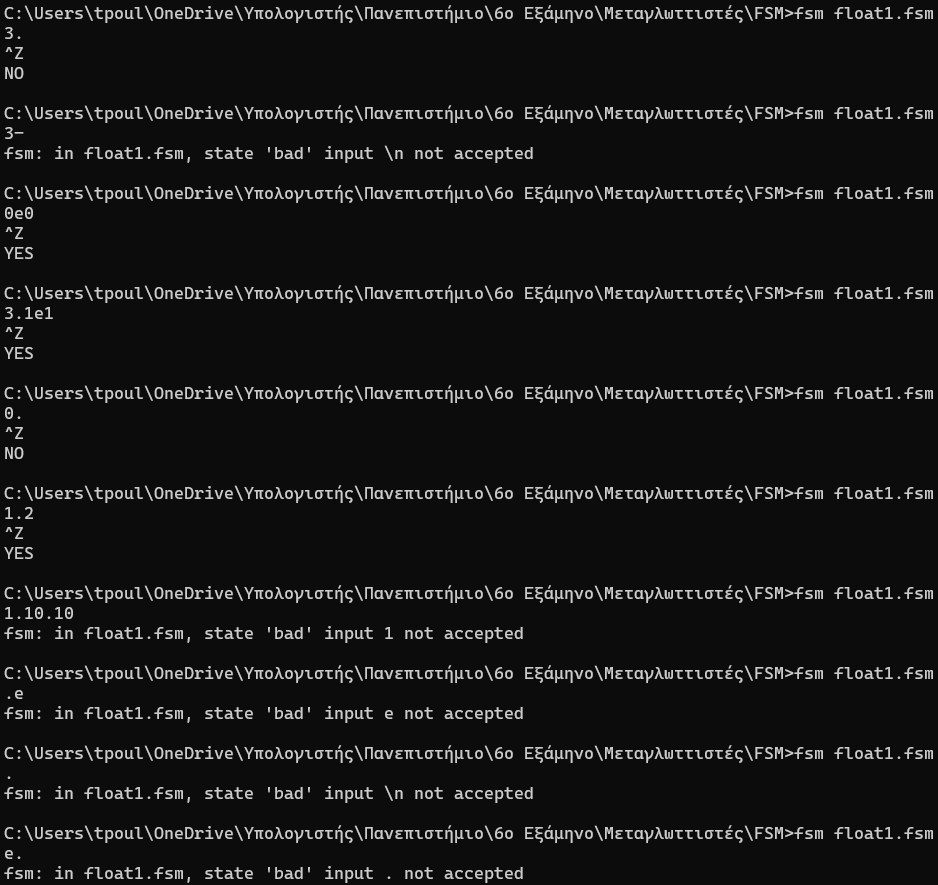 C:\Users\tpoul\OneDrive\Υπολογιστής\Πανεπιστήμιο\6ο Εξάμηνο\Μεταγλωττιστές\FSM>fsm float1.fsm
3.
^Z
NO
C:\Users\tpoul\OneDrive\Υπολογιστής\Πανεπιστήμιο\6ο Εξάμηνο\Μεταγλωττιστές\FSM>fsm float1.fsm
3-
fsm: in float1.fsm, state 'bad' input \n not accepted
C:\Users\tpoul\OneDrive\Υπολογιστής\Πανεπιστήμιο\6ο Εξάμηνο\Μεταγλωττιστές\FSM>fsm float1.fsm
0e0
^Z
YES
C:\Users\tpoul\OneDrive\Υπολογιστής\Πανεπιστήμιο\6ο Εξάμηνο\Μεταγλωττιστές\FSM>fsm float1.fsm
3.1e1
^Z
YES
C:\Users\tpoul\OneDrive\Υπολογιστής\Πανεπιστήμιο\6ο Εξάμηνο\Μεταγλωττιστές\FSM>fsm float1.fsm
0.
^Z
NO
C:\Users\tpoul\OneDrive\Υπολογιστής\Πανεπιστήμιο\6ο Εξάμηνο\Μεταγλωττιστές\FSM>fsm float1.fsm
1.2
^Z
YES
C:\Users\tpoul\OneDrive\Υπολογιστής\Πανεπιστήμιο\6ο Εξάμηνο\Μεταγλωττιστές\FSM>fsm float1.fsm
1.10.10
fsm: in float1.fsm, state 'bad' input 1 not accepted
C:\Users\tpoul\OneDrive\Υπολογιστής\Πανεπιστήμιο\6ο Εξάμηνο\Μεταγλωττιστές\FSM>fsm float1.fsm
.e
fsm: in float1.fsm, state 'bad' input e not accepted
C:\Users\tpoul\OneDrive\Υπολογιστής\Πανεπιστήμιο\6ο Εξάμηνο\Μεταγλωττιστές\FSM>fsm float1.fsm
.
fsm: in float1.fsm, state 'bad' input \n not accepted
C:\Users\tpoul\OneDrive\Υπολογιστής\Πανεπιστήμιο\6ο Εξάμηνο\Μεταγλωττιστές\FSM>fsm float1.fsm
e.
fsm: in float1.fsm, state 'bad' input . not accepted